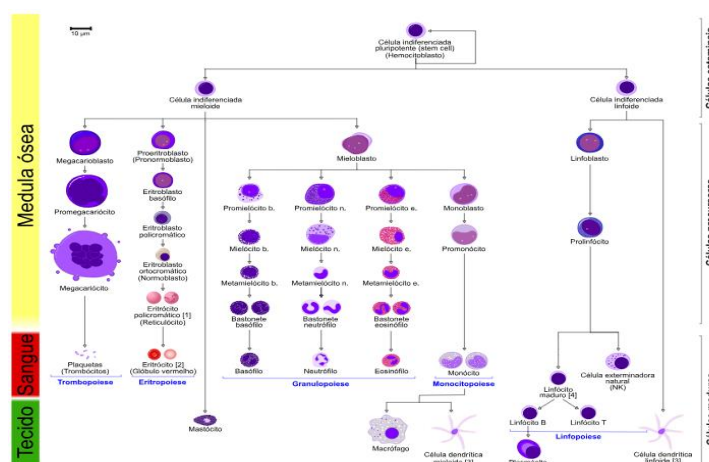 10 µm
Célula indiferenciada
pluripotente (stem cell)
(Hemocitoblasto)
Célula indiferenciada
mieloide
Célula indiferenciada
linfoide
Medula ósea
Megacarioblasto
Proeritroblasto
(Pronormoblasto)
Mieloblasto
Linfoblasto
Promegacariócito
Eritroblasto
basófilo
Promielócito b.
Promielócito n.
Promielócito e.
Monoblasto
Eritroblasto
policromático
Mielócito b.
Mielócito n.
Mielócito e.
Promonócito
Prolinfócito
Megacariócito
Eritroblasto
ortocromático
(Normoblasto)
Metamielócito b.
Metamielócito n.
Metamielócito e.
Eritrócito
policromático [1]
(Reticulócito)
Bastonete
basófilo
Bastonete
neutrófilo
Bastonete
eosinófilo
Sangue
Plaquetas
(Trombócitos)
Eritrócito [2]
(Glóbulo vermelho)
Basófilo
Neutrófilo
Eosinófilo
Monócito
Linfócito
maduro [4]
Célula exterminadora
natural
(NK)
Trombopoiese
Eritropoiese
Granulopoiese
Monocitopoiese
Tecido
Mastócito
Linfócito B
Linfócito T
Linfopoiese
Macrófago
Célula dendrítica
Célula dendrítica
linfoide [3]